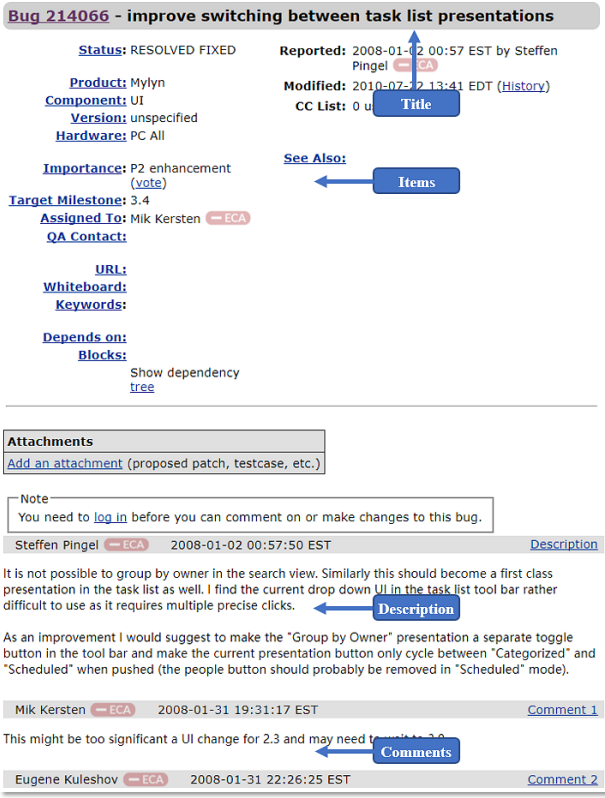 Bug 214066 - improve switching between task list presentations
Status: RESOLVED FIXED
Product: Mylyn
Component: UI
Version: unspecified
Hardware: PC All
Importance: P2 enhancement
(vote)
Target Milestone: 3.4
Assigned To: Mik Kersten ECA
QA Contact:
URL:
Whiteboard:
Keywords:
Depends on:
Blocks:
Show dependency
tree
Reported: 2008-01-02 00:57 EST by Steffen
Pingel ECA
Modified: 2010-07-22 13:41 EDT (History)
CC List: 0
See Also:
Title
Items
Attachments
Add an attachment (proposed patch, testcase, etc.)
Note
You need to log in before you can comment on or make changes to this bug.
Steffen Pingel ECA 2008-01-02 00:57:50 EST Description
It is not possible to group by owner in the search view. Similarly this should become a first class
presentation in the task list as well. I find the current drop down UI in the task list tool bar rather
difficult to use as it requires multiple precise clicks.
Description
As an improvement I would suggest to make the "Group by Owner" presentation a separate toggle
button in the tool bar and make the current presentation button only cycle between "Categorized" and
"Scheduled" when pushed (the people button should probably be removed in "Scheduled" mode).
Mik Kersten ECA 2008-01-31 19:31:17 EST Comment 1
This might be too significant a UI change for 2.3 and may need to wait to
Comments
Eugene Kuleshov ECA 2008-01-31 22:26:25 EST Comment 2